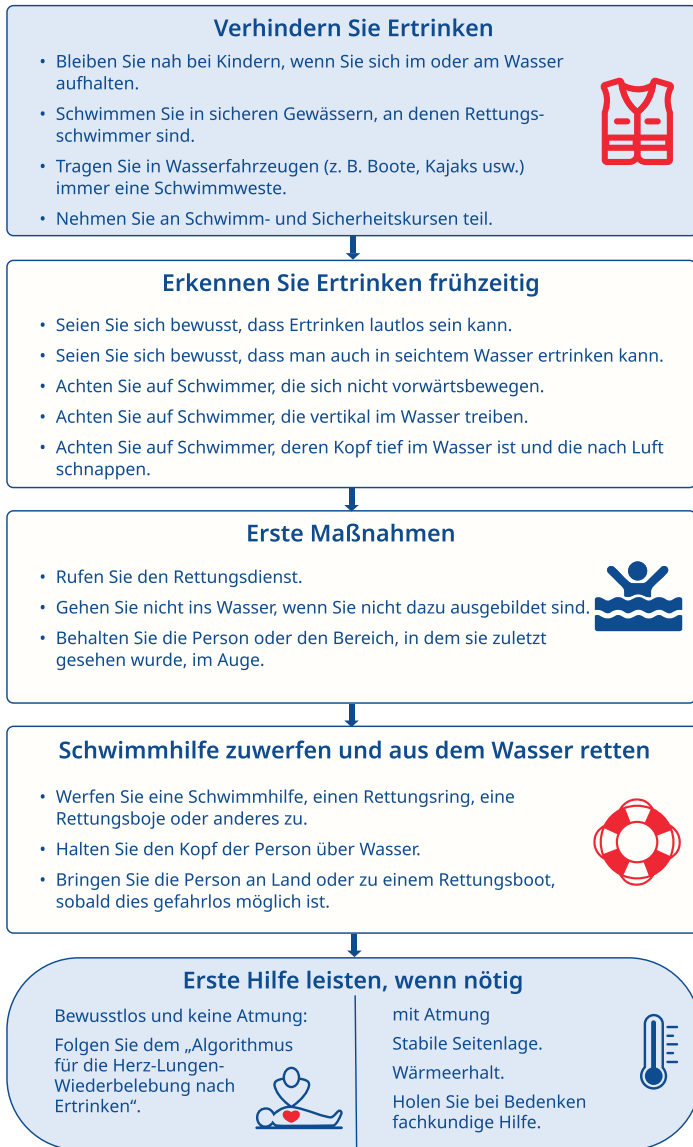 Verhindern Sie Ertrinken
• Bleiben Sie nah bei Kindern, wenn Sie sich im oder am Wasser
aufhalten.
• Schwimmen Sie in sicheren Gewässern, an denen Rettungs-
schwimmer sind.
• Tragen Sie in Wasserfahrzeugen (z. B. Boote, Kajaks usw.)
immer eine Schwimmweste.
• Nehmen Sie an Schwimm- und Sicherheitskursen teil.
Erkennen Sie Ertrinken frühzeitig
• Seien Sie sich bewusst, dass Ertrinken lautlos sein kann.
• Seien Sie sich bewusst, dass man auch in seichtem Wasser ertrinken kann.
• Achten Sie auf Schwimmer, die sich nicht vorwärtsbewegen.
• Achten Sie auf Schwimmer, die vertikal im Wasser treiben.
• Achten Sie auf Schwimmer, deren Kopf tief im Wasser ist und die nach Luft
schnappen.
Erste Maßnahmen
• Rufen Sie den Rettungsdienst.
• Gehen Sie nicht ins Wasser, wenn Sie nicht dazu ausgebildet sind.
• Behalten Sie die Person oder den Bereich, in dem sie zuletzt
gesehen wurde, im Auge.
Schwimmhilfe zuwerfen und aus dem Wasser retten
• Werfen Sie eine Schwimmhilfe, einen Rettungsring, eine
Rettungsboje oder anderes zu.
• Halten Sie den Kopf der Person über Wasser.
• Bringen Sie die Person an Land oder zu einem Rettungsboot,
sobald dies gefahrlos möglich ist.
Erste Hilfe leisten, wenn nötig
Bewusstlos und keine Atmung:
Folgen Sie dem „Algorithmus
für die Herz-Lungen-
Wiederbelebung nach
Ertrinken“.
mit Atmung
Stabile Seitenlage.
Wärmeerhalt.
Holen Sie bei Bedenken
fachkundige Hilfe.